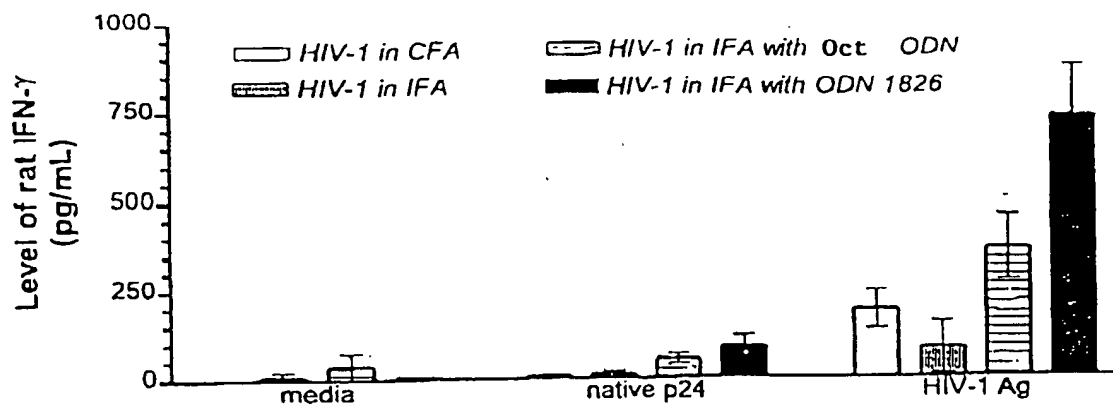 1000
HIV-1 in CFA
HIV-1 in IFA with Oct ODN
HIV-1 in IFA
HIV-1 in IFA with ODN 1826
750
500
250
0
Level of rat IFN-γ
(pg/mL)
media
native p24
HIV-1 Ag